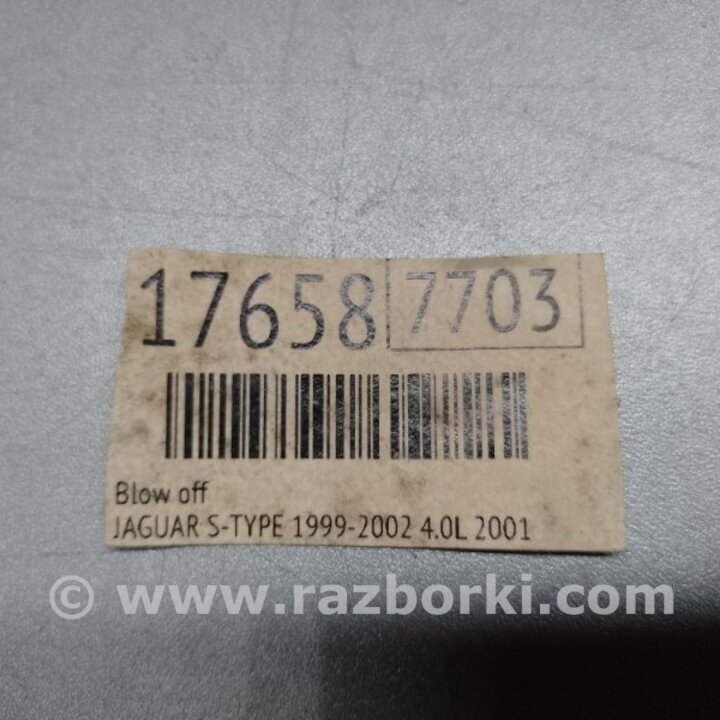 17658 7703
Blow off
JAGUAR S-TYPE 1999-2002 4.0L 2001
© www.razborki.com